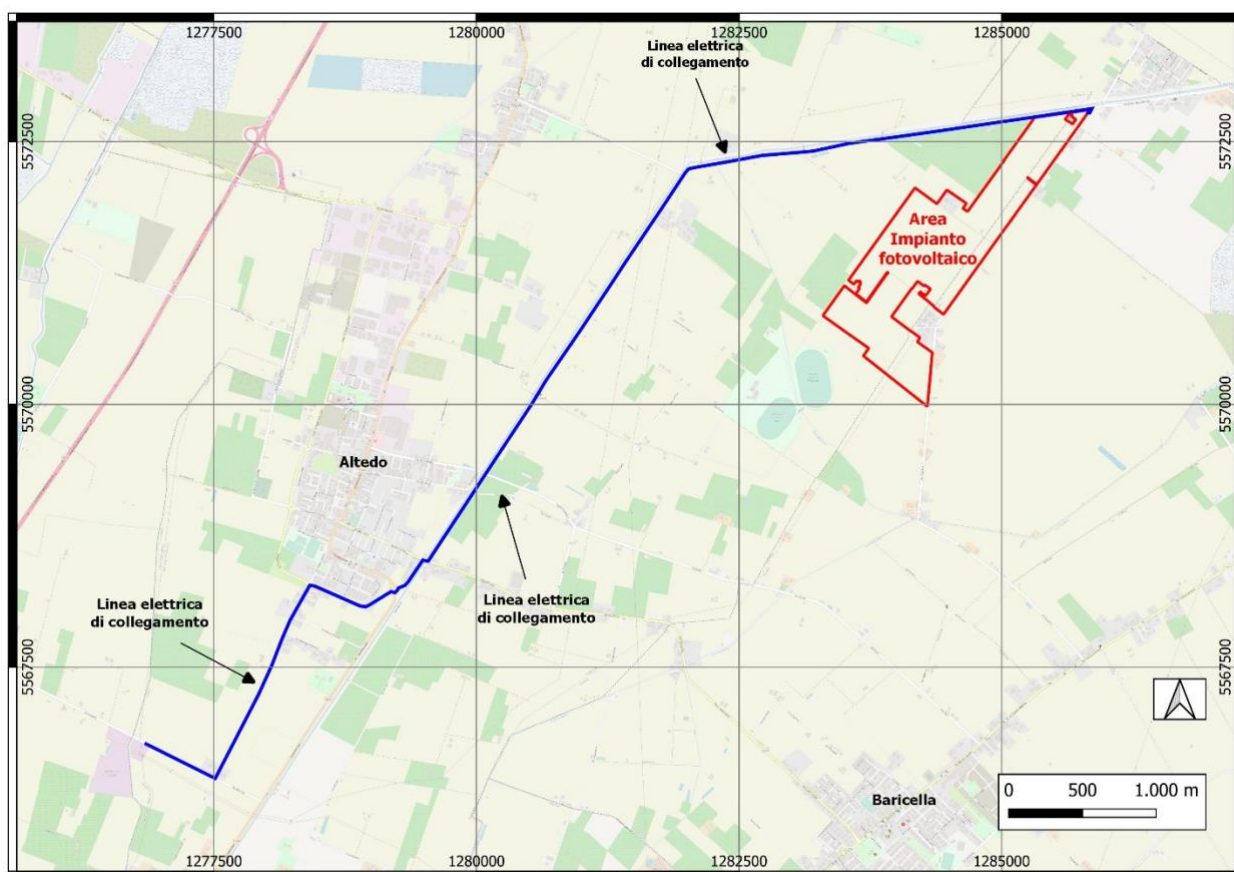 1277500
1280000
1282500
1285000
Linea elettrica
di collegamento
5572500
5572500
Area
Impianto
fotovoltaico
5570000
5570000
Altedo
Linea elettrica
di collegamento
Linea elettrica
di collegamento
5567500
5567500
0 500 1.000 m
Baricella
1277500
1280000
1282500
1285000